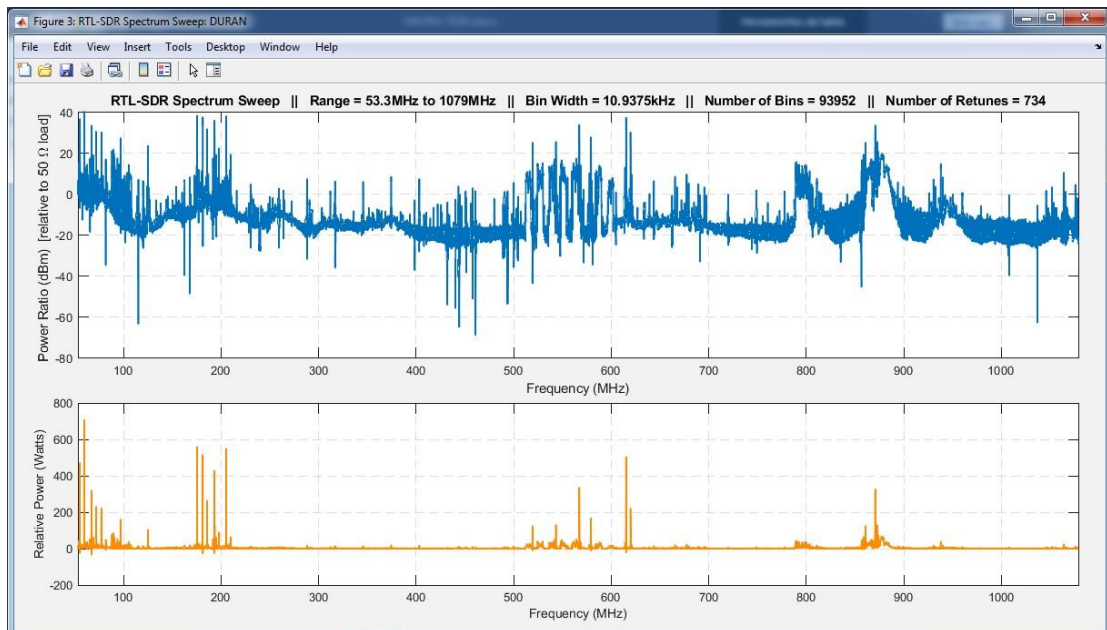 Figure 3: RTL-SDR Spectrum Sweep: DURAN
File Edit View Insert Tools Desktop Window Help
RTL-SDR Spectrum Sweep || Range = 53.3MHz to 1079MHz || Bin Width = 10.9375kHz || Number of Bins = 93952 || Number of Retunes = 734
Power Ratio (dBm) [relative to 50 Ω load]
40
20
0
-20
-40
-60
-80
100 200 300 400 500 600 700 800 900 1000
Frequency (MHz)
Relative Power (Watts)
800
600
400
200
0
-200
100 200 300 400 500 600 700 800 900 1000
Frequency (MHz)